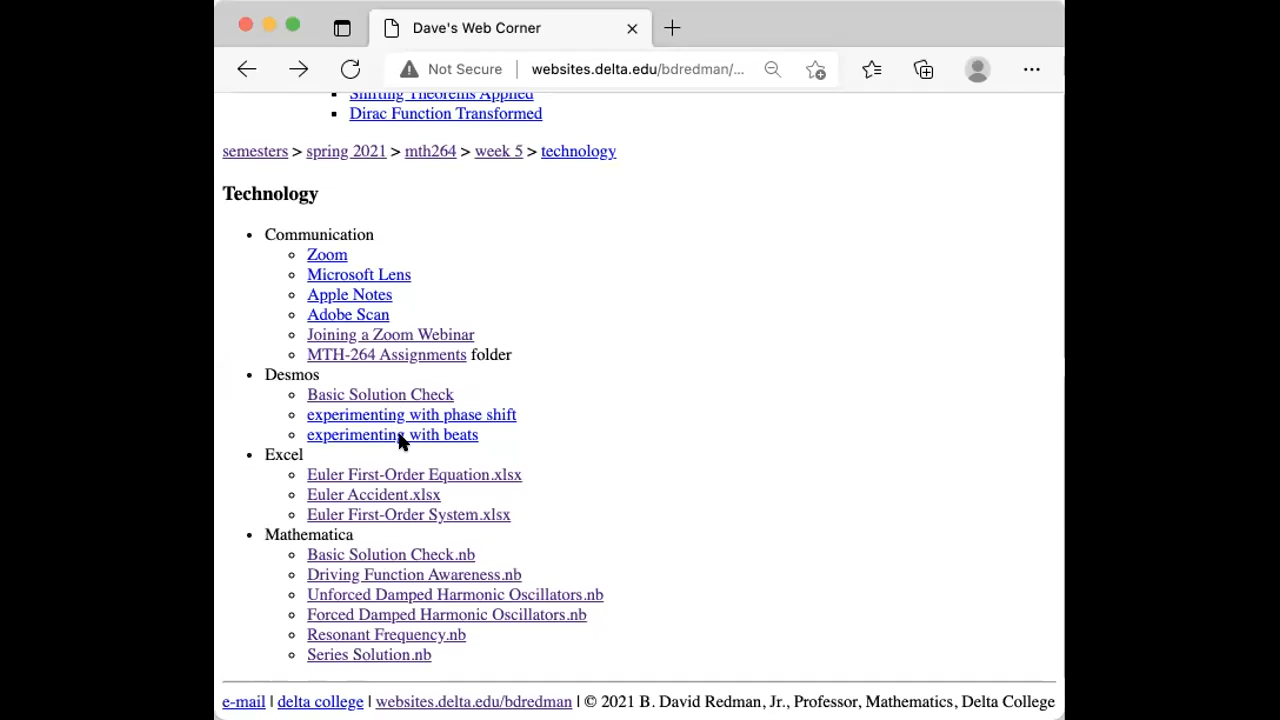 Dave's Web Corner
Not Secure | websites.delta.edu/bdredman/...
Shifting Theorems Applied
Dirac Function Transformed
semesters > spring 2021 > mth264 > week 5 > technology
Technology
Communication
Zoom
Microsoft Lens
Apple Notes
Adobe Scan
Joining a Zoom Webinar
MTH-264 Assignments folder
Desmos
Basic Solution Check
experimenting with phase shift
experimenting with beats
Excel
Euler First-Order Equation.xlsx
Euler Accident.xlsx
Euler First-Order System.xlsx
Mathematica
Basic Solution Check.nb
Driving Function Awareness.nb
Unforced Damped Harmonic Oscillators.nb
Forced Damped Harmonic Oscillators.nb
Resonant Frequency.nb
Series Solution.nb
e-mail | delta college | websites.delta.edu/bdredman | © 2021 B. David Redman, Jr., Professor, Mathematics, Delta College